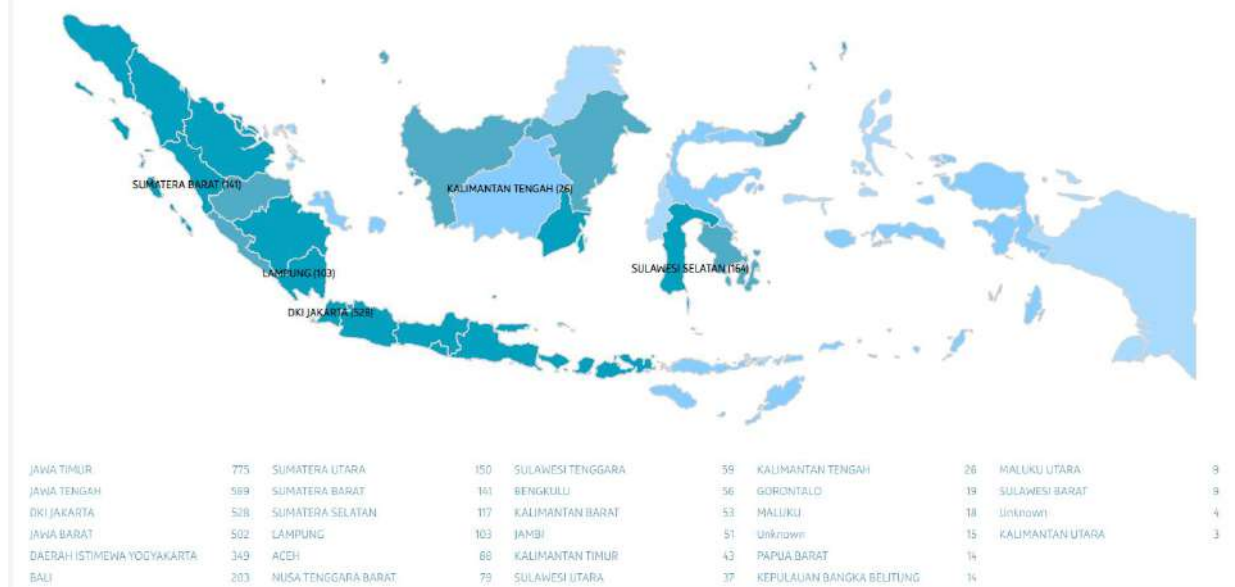 SUMATERA BARAT (141)
KALIMANTAN TENGAH (26)
SULAWESI SELATAN (164)
LAMPUNG (103)
DKI JAKARTA (528)
JAWA TIMUR 775 SUMATERA UTARA 150 SULAWESI TENGGARA 59 KALIMANTAN TENGAH 26 MALUKU UTARA 9
JAWA TENGAH 589 SUMATERA BARAT 141 BENGKULU 56 GORONTALO 19 SULAWESI BARAT 9
DKI JAKARTA 528 SUMATERA SELATAN 117 KALIMANTAN BARAT 53 MALUKU 18 Unknown 4
JAWA BARAT 502 LAMPUNG 103 JAMBI 51 Unknown 15 KALIMANTAN UTARA 3
DAERAH ISTIMEWA YOGYAKARTA 349 ACEH 88 KALIMANTAN TIMUR 43 PAPUA BARAT 14
BALI 203 NUSA TENGGARA BARAT 79 SULAWESI UTARA 37 KEPULAUAN BANGKA BELITUNG 14